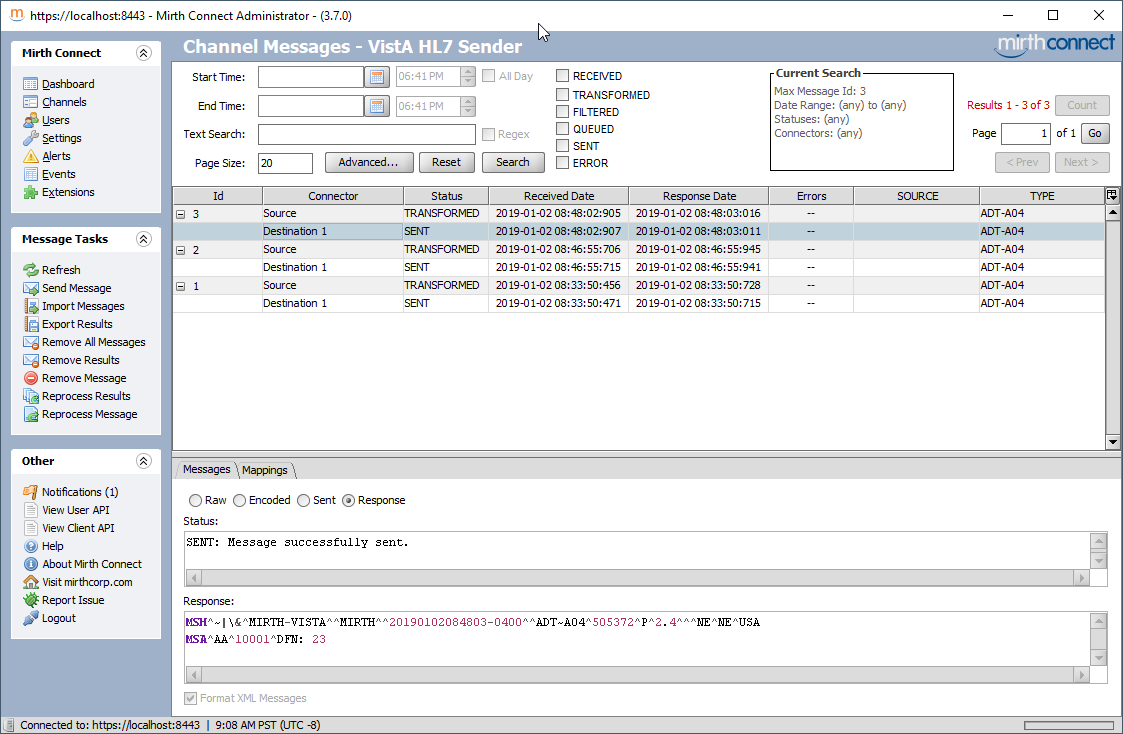 https://localhost:8443 - Mirth Connect Administrator - (3.7.0)
Mirth Connect
Dashboard
Channels
Users
Settings
Alerts
Events
Extensions
Message Tasks
Refresh
Send Message
Import Messages
Export Results
Remove All Messages
Remove Results
Remove Message
Reprocess Results
Reprocess Message
Other
Notifications (1)
View User API
View Client API
Help
About Mirth Connect
Visit mirthcorp.com
Report Issue
Logout
Channel Messages - VistA HL7 Sender
mirthconnect
Start Time: 06:41 PM All Day
End Time: 06:41 PM
Text Search: Regex
Page Size: 20 Advanced... Reset Search
RECEIVED
TRANSFORMED
FILTERED
QUEUED
SENT
ERROR
Current Search
Max Message Id: 3
Date Range: (any) to (any)
Statuses: (any)
Connectors: (any)
Results 1 - 3 of 3 Count
Page 1 of 1 Go
< Prev Next >
Id Connector Status Received Date Response Date Errors SOURCE TYPE
3 Source TRANSFORMED 2019-01-02 08:48:02:905 2019-01-02 08:48:03:016 -- ADT-A04
Destination 1 SENT 2019-01-02 08:48:02:907 2019-01-02 08:48:03:011 -- ADT-A04
2 Source TRANSFORMED 2019-01-02 08:46:55:706 2019-01-02 08:46:55:945 -- ADT-A04
Destination 1 SENT 2019-01-02 08:46:55:715 2019-01-02 08:46:55:941 -- ADT-A04
1 Source TRANSFORMED 2019-01-02 08:33:50:456 2019-01-02 08:33:50:728 -- ADT-A04
Destination 1 SENT 2019-01-02 08:33:50:471 2019-01-02 08:33:50:715 -- ADT-A04
Messages Mappings
Raw Encoded Sent Response
Status:
SENT: Message successfully sent.
Response:
MSH^~|\&^MIRTH-VISTA^^MIRTH^^20190102084803-0400^^ADT~A04^505372^P^2.4^^^NE^NE^USA
MSA^AA^10001^DFN: 23
Format XML Messages
Connected to: https://localhost:8443 | 9:08 AM PST (UTC -8)